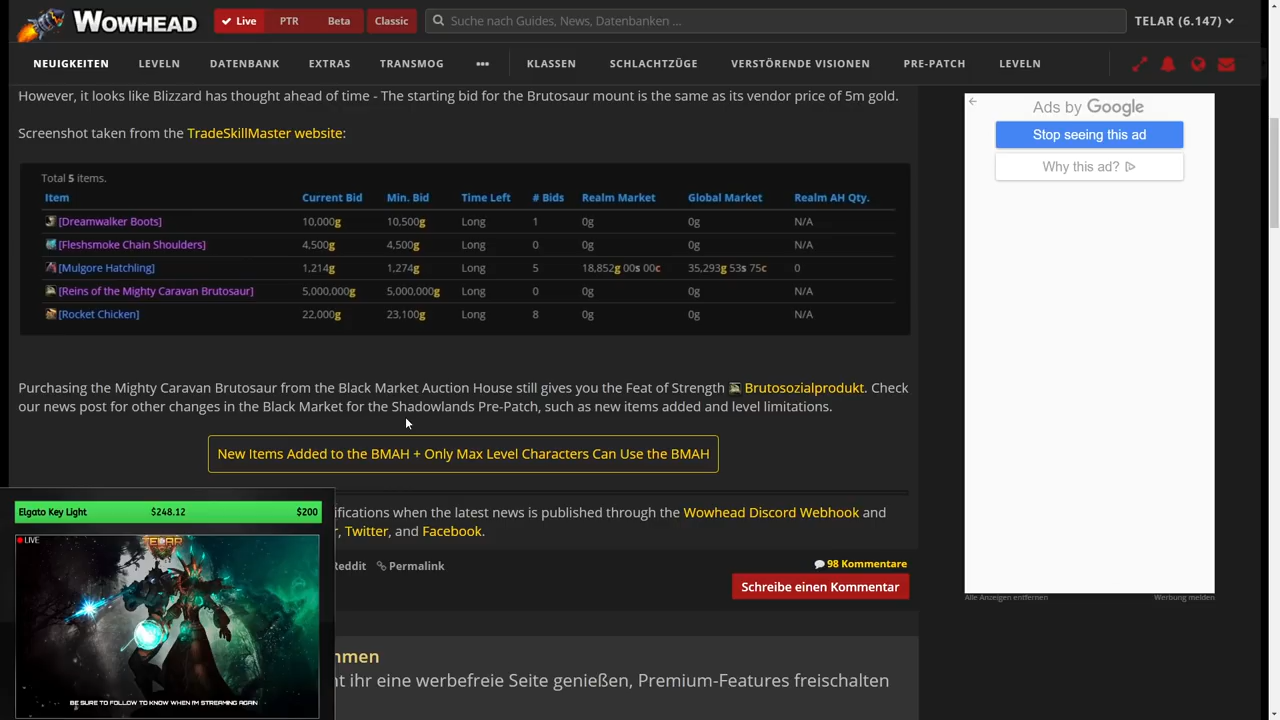 WOWHEAD
Live PTR Beta Classic
Suche nach Guides, News, Datenbanken ...
TELAR (6.147)
NEUIGKEITEN LEVELN DATENBANK EXTRAS TRANSMOG ••• KLASSEN SCHLACHTZÜGE VERSTÖRENDE VISIONEN PRE-PATCH LEVELN
However, it looks like Blizzard has thought ahead of time - The starting bid for the Brutosaur mount is the same as its vendor price of 5m gold.
Screenshot taken from the TradeSkillMaster website:
Total 5 items.
Item Current Bid Min. Bid Time Left # Bids Realm Market Global Market Realm AH Qty.
[Dreamwalker Boots] 10,000g 10,500g Long 1 0g 0g N/A
[Fleshsmoke Chain Shoulders] 4,500g 4,500g Long 0 0g 0g N/A
[Mulgore Hatchling] 1,214g 1,274g Long 5 18,852g 00s 00c 35,293g 53s 75c 0
[Reins of the Mighty Caravan Brutosaur] 5,000,000g 5,000,000g Long 0 0g 0g N/A
[Rocket Chicken] 22,000g 23,100g Long 8 0g 0g N/A
Purchasing the Mighty Caravan Brutosaur from the Black Market Auction House still gives you the Feat of Strength Brutosozialprodukt. Check
our news post for other changes in the Black Market for the Shadowlands Pre-Patch, such as new items added and level limitations.
New Items Added to the BMAH + Only Max Level Characters Can Use the BMAH
ifications when the latest news is published through the Wowhead Discord Webhook and
r, Twitter, and Facebook.
Reddit Permalink
98 Kommentare
Schreibe einen Kommentar
mmen
nt ihr eine werbefreie Seite genießen, Premium-Features freischalten
Ads by Google
Stop seeing this ad
Why this ad?
Alle Anzeigen entfernen Werbung melden
Elgato Key Light $248.12 $200
LIVE
TELAR
BE SURE TO FOLLOW TO KNOW WHEN I'M STREAMING AGAIN